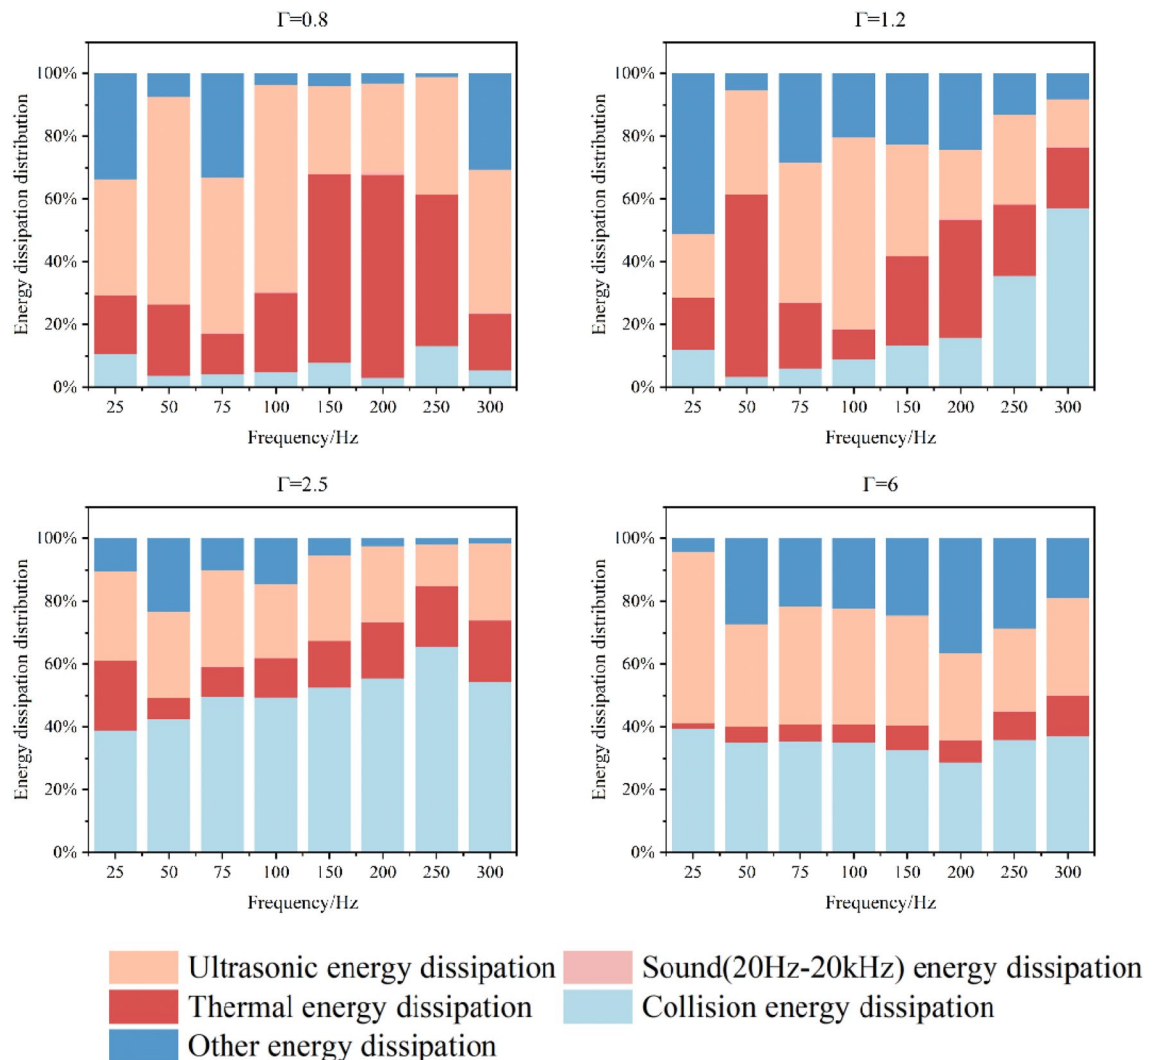 Γ=0.8
Energy dissipation distribution
100%
80%
60%
40%
20%
0%
25 50 75 100 150 200 250 300
Frequency/Hz
Γ=1.2
Energy dissipation distribution
100%
80%
60%
40%
20%
0%
25 50 75 100 150 200 250 300
Frequency/Hz
Γ=2.5
Energy dissipation distribution
100%
80%
60%
40%
20%
0%
25 50 75 100 150 200 250 300
Frequency/Hz
Γ=6
Energy dissipation distribution
100%
80%
60%
40%
20%
0%
25 50 75 100 150 200 250 300
Frequency/Hz
Ultrasonic energy dissipation
Sound(20Hz-20kHz) energy dissipation
Thermal energy dissipation
Collision energy dissipation
Other energy dissipation